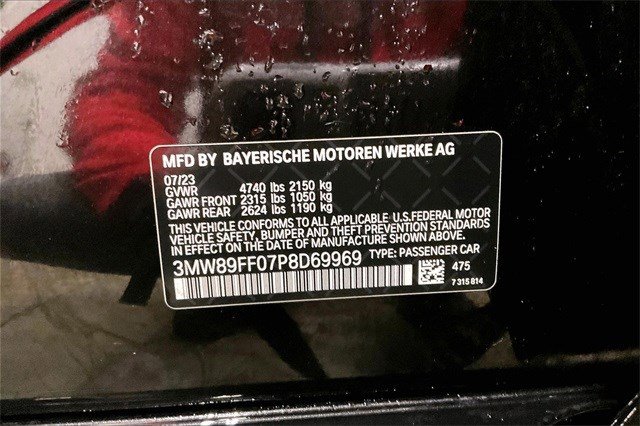 MFD BY BAYERISCHE MOTOREN WERKE AG
07/23
GVWR 4740 lbs 2150 kg
GAWR FRONT 2315 lbs 1050 kg
GAWR REAR 2624 lbs 1190 kg
THIS VEHICLE CONFORMS TO ALL APPLICABLE U.S.FEDERAL MOTOR
VEHICLE SAFETY, BUMPER AND THEFT PREVENTION STANDARDS
IN EFFECT ON THE DATE OF MANUFACTURE SHOWN ABOVE.
3MW89FF07P8D69969 TYPE: PASSENGER CAR
475
7 315 814